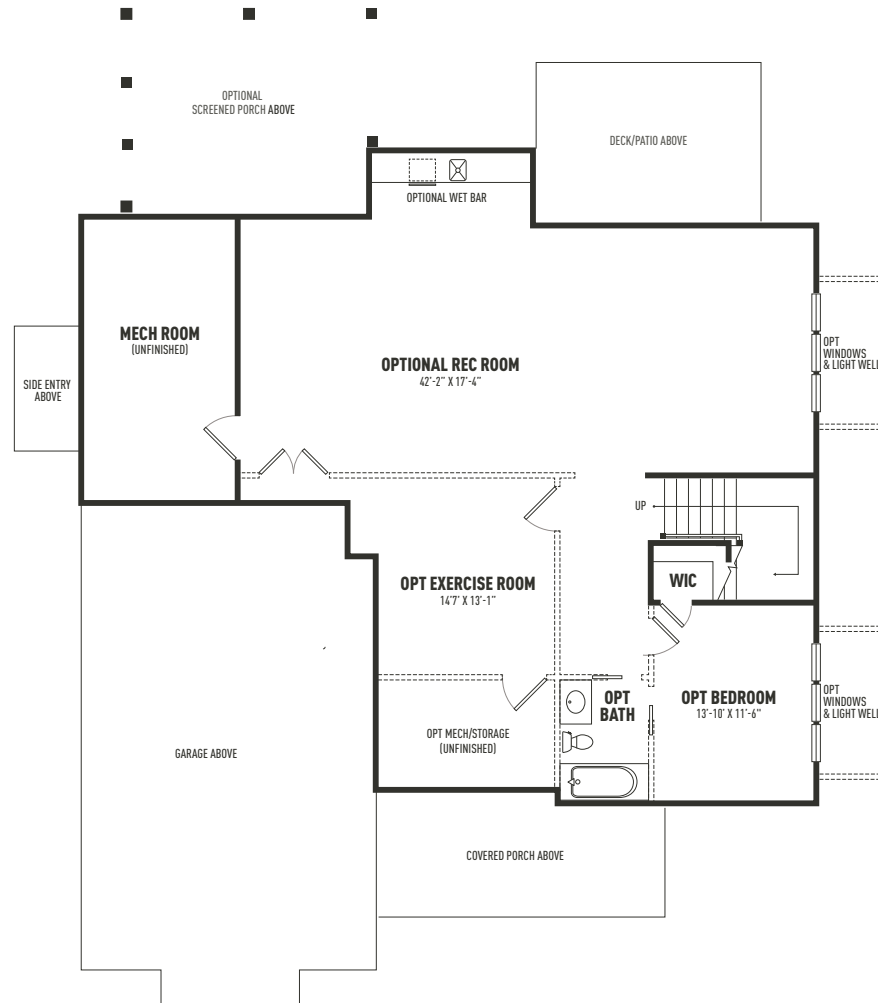 OPTIONAL
SCREENED PORCH ABOVE
DECK/PATIO ABOVE
OPTIONAL WET BAR
MECH ROOM
(UNFINISHED)
OPTIONAL REC ROOM
42'-2" X 17'-4"
OPT
WINDOWS
& LIGHT WELL
SIDE ENTRY
ABOVE
UP
OPT EXERCISE ROOM
14'7' X 13'-1"
WIC
OPT
BATH
OPT BEDROOM
13'-10' X 11'-6"
OPT
WINDOWS
& LIGHT WELL
OPT MECH/STORAGE
(UNFINISHED)
GARAGE ABOVE
COVERED PORCH ABOVE